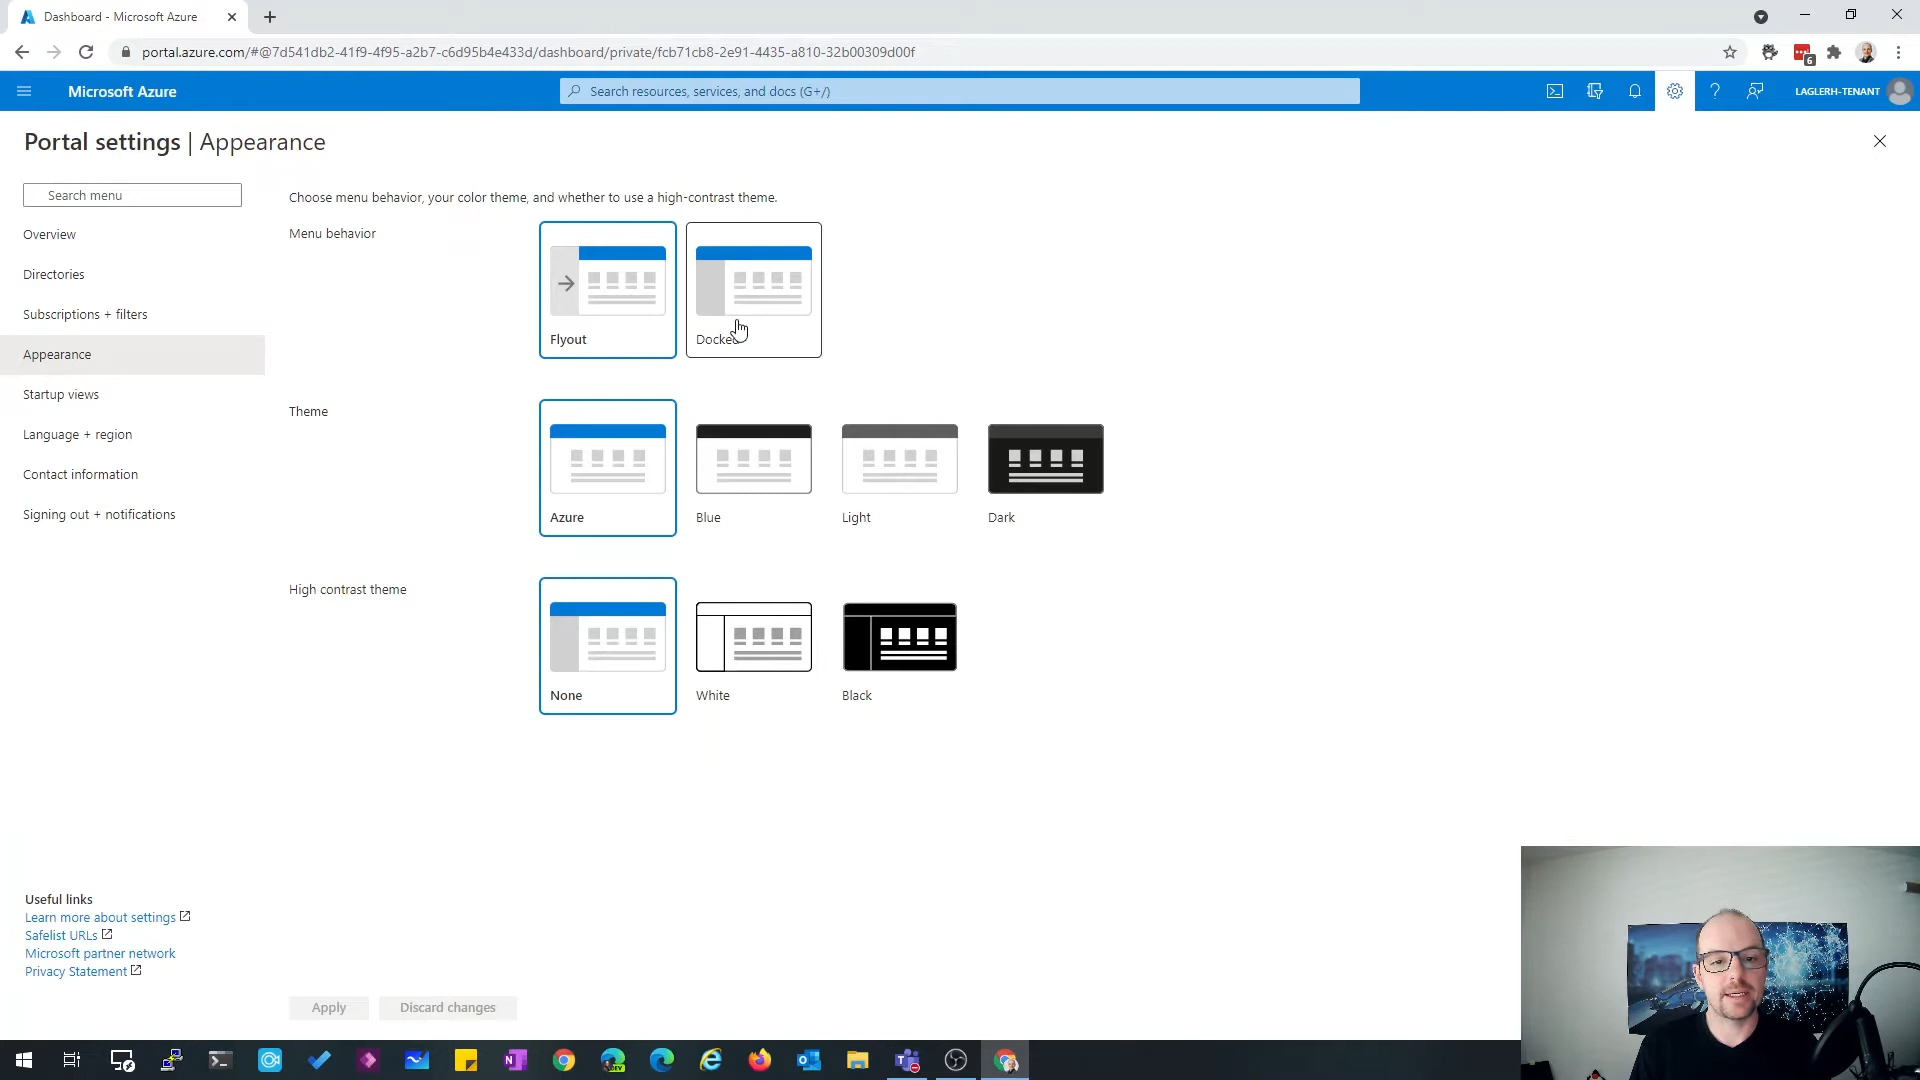 Dashboard - Microsoft Azure
portal.azure.com/#@7d541db2-41f9-4f95-a2b7-c6d95b4e433d/dashboard/private/fcb71cb8-2e91-4435-a810-32b00309d00f
6
Microsoft Azure
Search resources, services, and docs (G+/)
LAGLERH-TENANT
Portal settings | Appearance
Search menu
Overview
Directories
Subscriptions + filters
Appearance
Startup views
Language + region
Contact information
Signing out + notifications
Choose menu behavior, your color theme, and whether to use a high-contrast theme.
Menu behavior
Flyout
Docked
Theme
Azure
Blue
Light
Dark
High contrast theme
None
White
Black
Useful links
Learn more about settings
Safelist URLs
Microsoft partner network
Privacy Statement
Apply
Discard changes